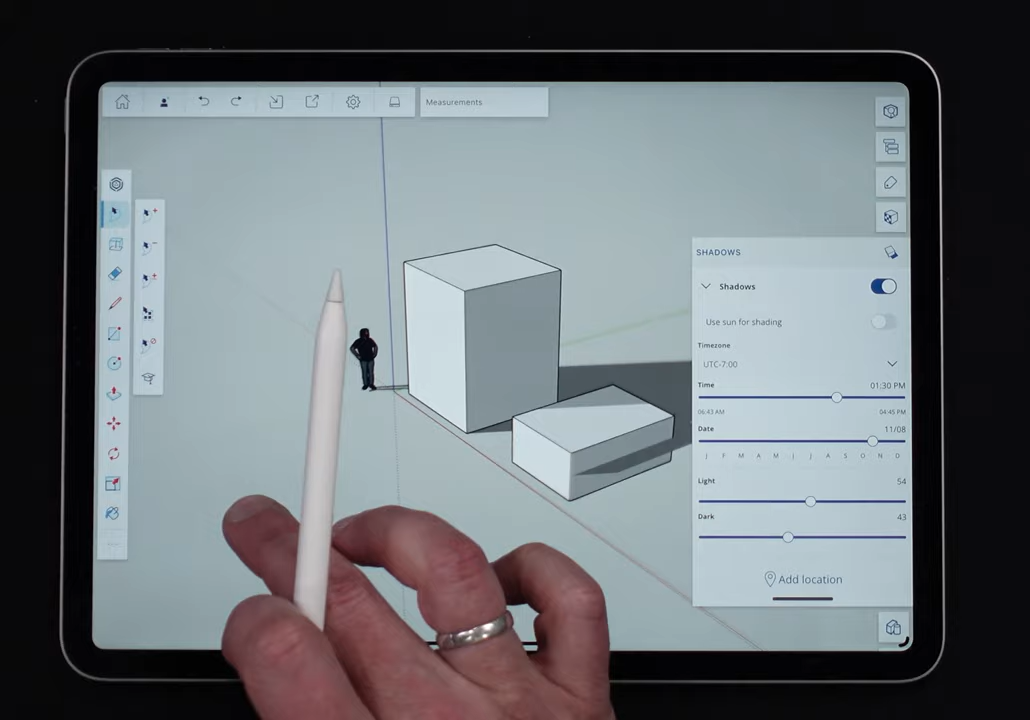 Measurements
SHADOWS
Shadows
Use sun for shading
Timezone
UTC-7:00
Time 01:30 PM
06:43 AM 04:45 PM
Date 11/08
J F M A M J J A S O N D
Light 54
Dark 43
Add location